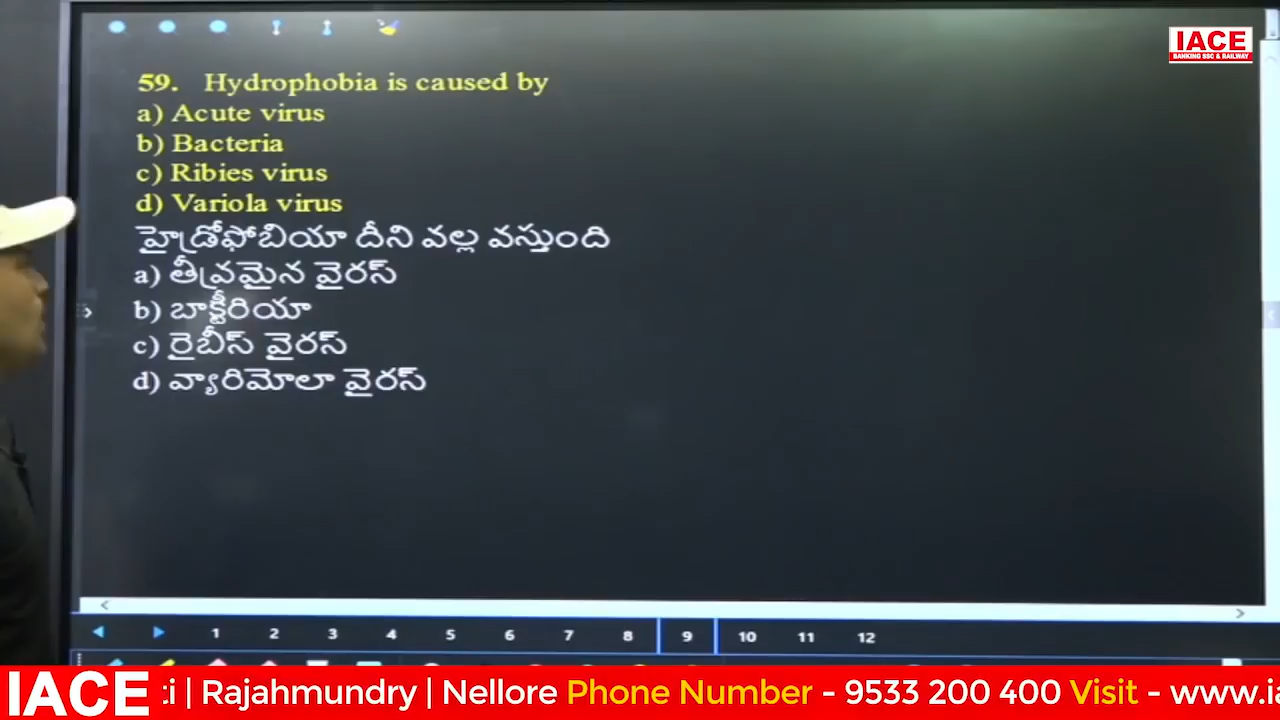 IACE
BANKING SSC & RAILWAY
59. Hydrophobia is caused by
a) Acute virus
b) Bacteria
c) Ribies virus
d) Variola virus
హైడ్రోఫోబియా దీని వల్ల వస్తుంది
a) తీవ్రమైన వైరస్
b) బాక్టీరియా
c) రైబీస్ వైరస్
d) వ్యారిమోలా వైరస్
1 2 3 4 5 6 7 8 9 10 11 12
IACE | Rajahmundry | Nellore Phone Number - 9533 200 400 Visit -